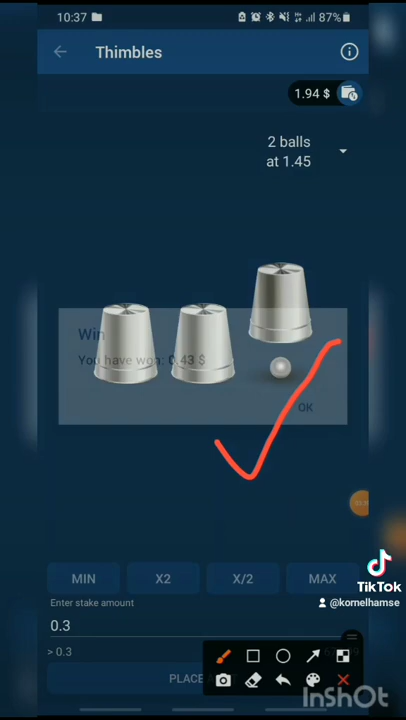 10:37
87%
Thimbles
1.94 $
2 balls
at 1.45
Win
You have won: 0.43 $
OK
MIN
X2
X/2
MAX
Enter stake amount
0.3
> 0.3
PLACE A
TikTok
@kornelhamse
InShOt